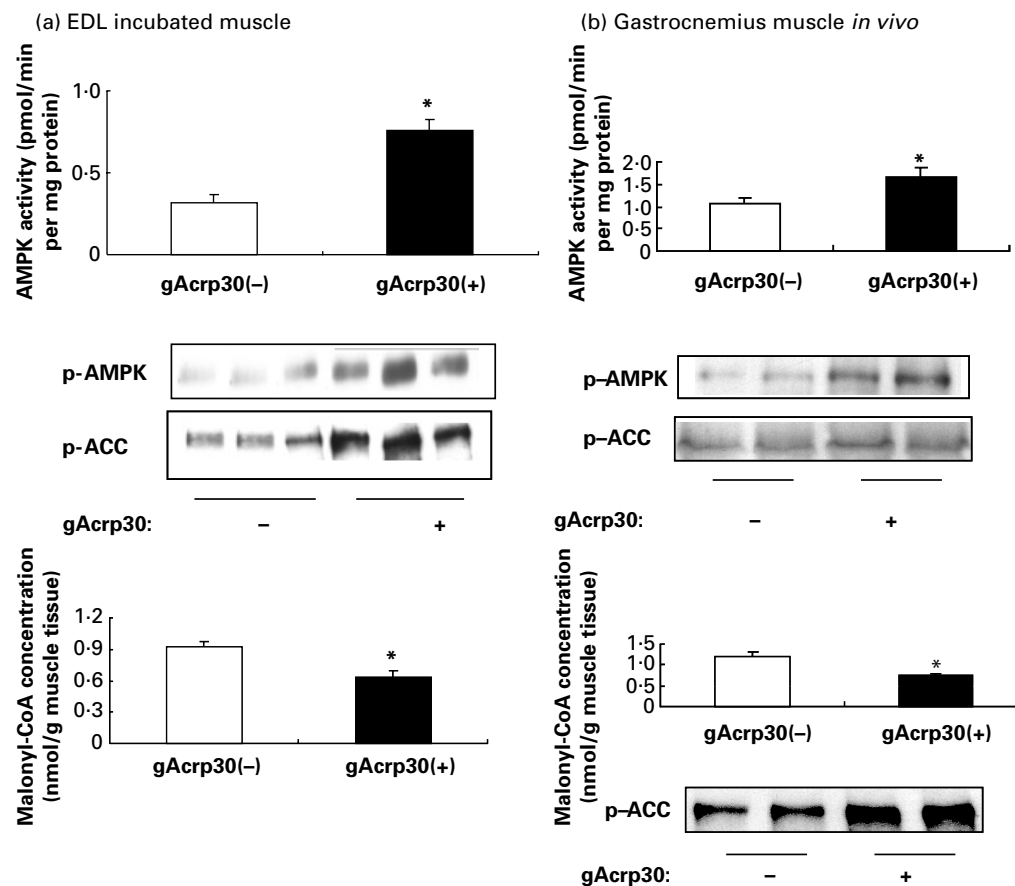 (a) EDL incubated muscle
AMPK activity (pmol/min
per mg protein)
1·0
0·5
0
*
gAcrp30(–)
gAcrp30(+)
p-AMPK
p-ACC
gAcrp30:
–
+
Malonyl-CoA concentration
(nmol/g muscle tissue)
1·2
0·9
0·6
0·3
0
*
gAcrp30(–)
gAcrp30(+)
(b) Gastrocnemius muscle in vivo
AMPK activity (pmol/min
per mg protein)
2·0
1·5
1·0
0·5
0
*
gAcrp30(–)
gAcrp30(+)
p–AMPK
p–ACC
gAcrp30:
–
+
Malonyl-CoA concentration
(nmol/g muscle tissue)
1·5
1·0
0·5
0
*
gAcrp30(–)
gAcrp30(+)
p–ACC
gAcrp30:
–
+